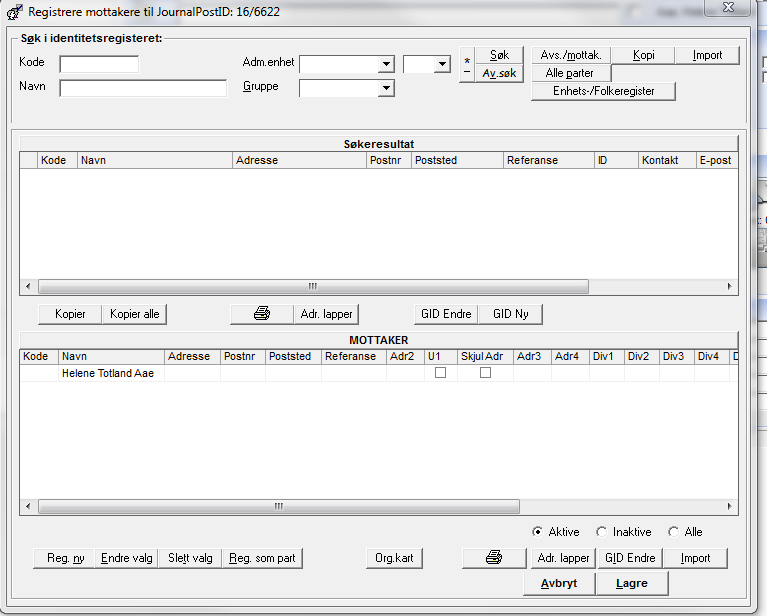 Registrere mottakere til JournalPostID: 16/6622
Søk i identitetsregisteret:
Kode Adm.enhet * Søk Avs./mottak. Kopi Import
– Av.søk Alle parter
Navn Gruppe Enhets-/Folkeregister
Søkeresultat
Kode Navn Adresse Postnr Poststed Referanse ID Kontakt E-post
Kopier Kopier alle Adr. lapper GID Endre GID Ny
MOTTAKER
Kode Navn Adresse Postnr Poststed Referanse Adr2 U1 Skjul Adr Adr3 Adr4 Div1 Div2 Div3 Div4 D
Helene Totland Aae
Aktive Inaktive Alle
Reg. ny Endre valg Slett valg Reg. som part Org.kart Adr. lapper GID Endre Import
Avbryt Lagre